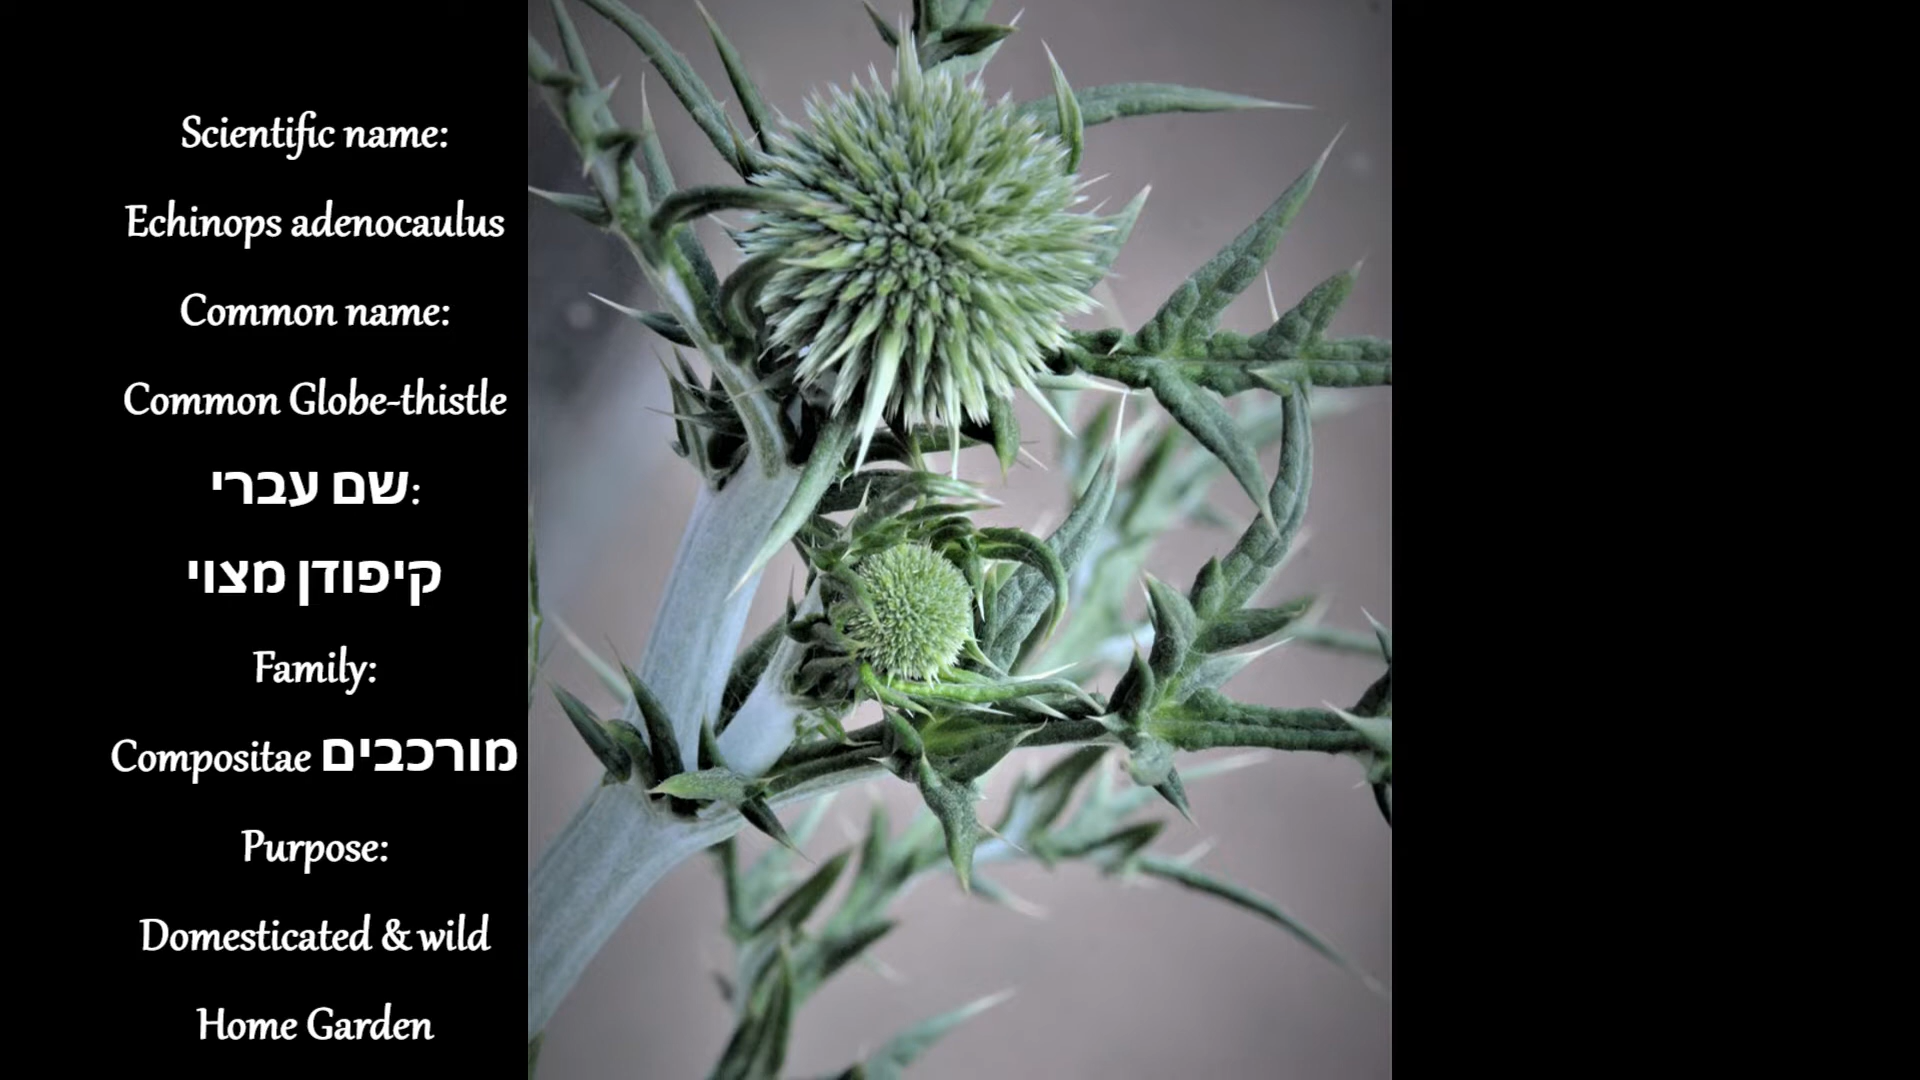 Scientific name:
Echinops adenocaulus
Common name:
Common Globe-thistle
שם עברי:
קיפודן מצוי
Family:
Compositae מורכבים
Purpose:
Domesticated & wild
Home Garden